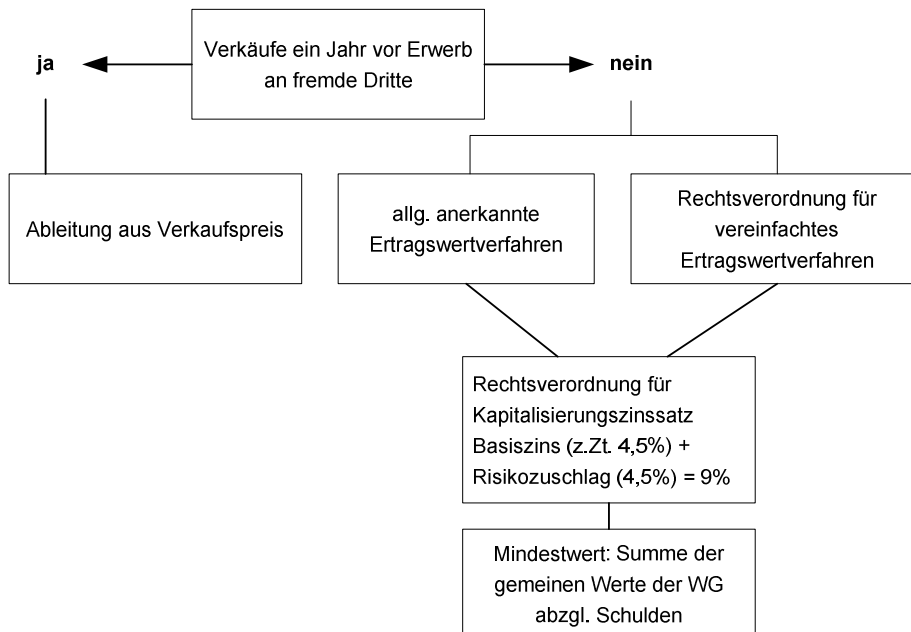 Verkäufe ein Jahr vor Erwerb
an fremde Dritte
ja
nein
Ableitung aus Verkaufspreis
allg. anerkannte
Ertragswertverfahren
Rechtsverordnung für
vereinfachtes
Ertragswertverfahren
Rechtsverordnung für
Kapitalisierungszinssatz
Basiszins (z.Zt. 4,5%) +
Risikozuschlag (4,5%) = 9%
Mindestwert: Summe der
gemeinen Werte der WG
abzgl. Schulden